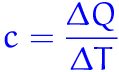 c = ΔQ / ΔT